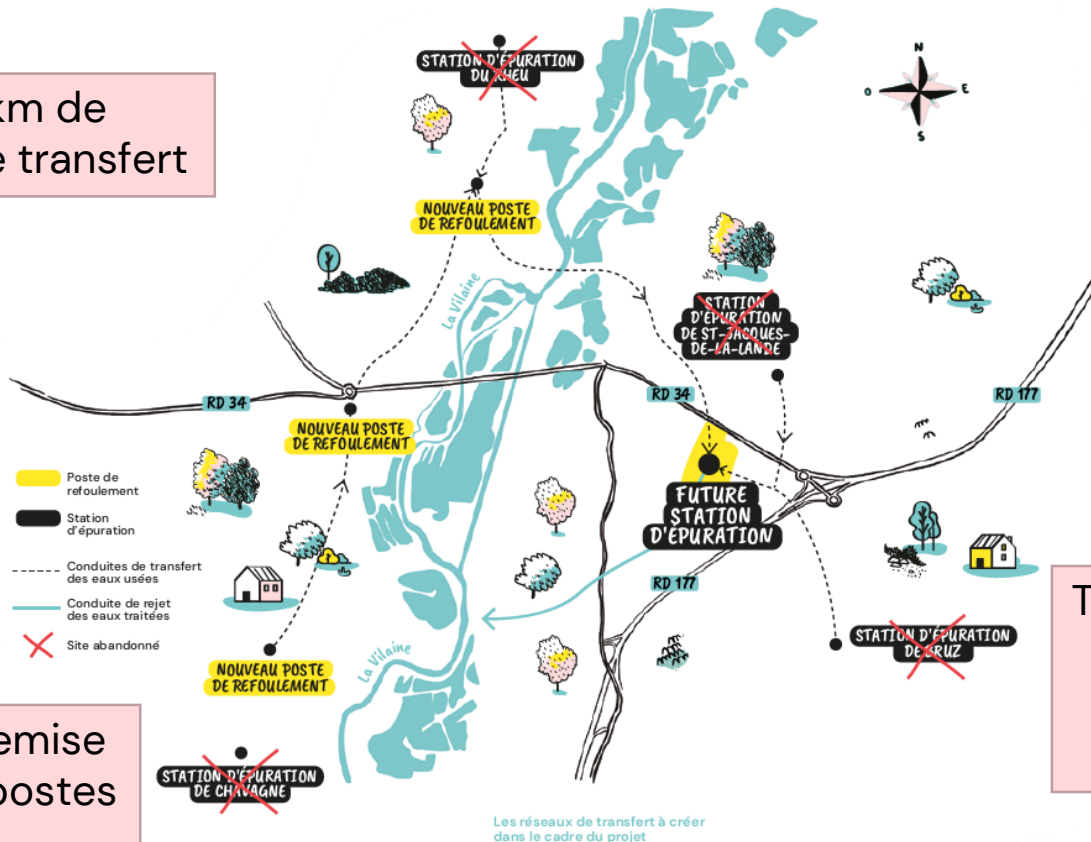 km de
e transfert
STATION D'ÉPURATION
DU RHEU
N
O
E
S
NOUVEAU POSTE
DE REFOULEMENT
La Vilaine
STATION
D'ÉPURATION
DE ST-JACQUES-
DE-LA-LANDE
RD 34
RD 34
RD 177
NOUVEAU POSTE
DE REFOULEMENT
Poste de
refoulement
Station
d'épuration
Conduites de transfert
des eaux usées
Conduite de rejet
des eaux traitées
Site abandonné
FUTURE
STATION
D'ÉPURATION
RD 177
T
STATION D'ÉPURATION
DE BRUZ
La Vilaine
NOUVEAU POSTE
DE REFOULEMENT
emise
postes
STATION D'ÉPURATION
DE CHAVAGNE
Les réseaux de transfert à créer
dans le cadre du projet